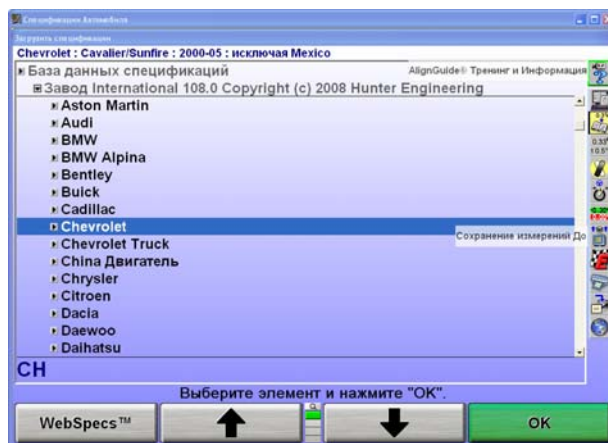 Спецификации Автомобиля
Загрузить спецификации
Chevrolet : Cavalier/Sunfire : 2000-05 : исключая Mexico
База данных спецификаций
AlignGuide® Тренинг и Информация
Завод International 108.0 Copyright (c) 2008 Hunter Engineering
Aston Martin
Audi
BMW
BMW Alpina
Bentley
Buick
Cadillac
Chevrolet
Сохранение измерений До
Chevrolet Truck
China Двигатель
Chrysler
Citroen
Dacia
Daewoo
Daihatsu
CH
Выберите элемент и нажмите "OK".
WebSpecs™
OK